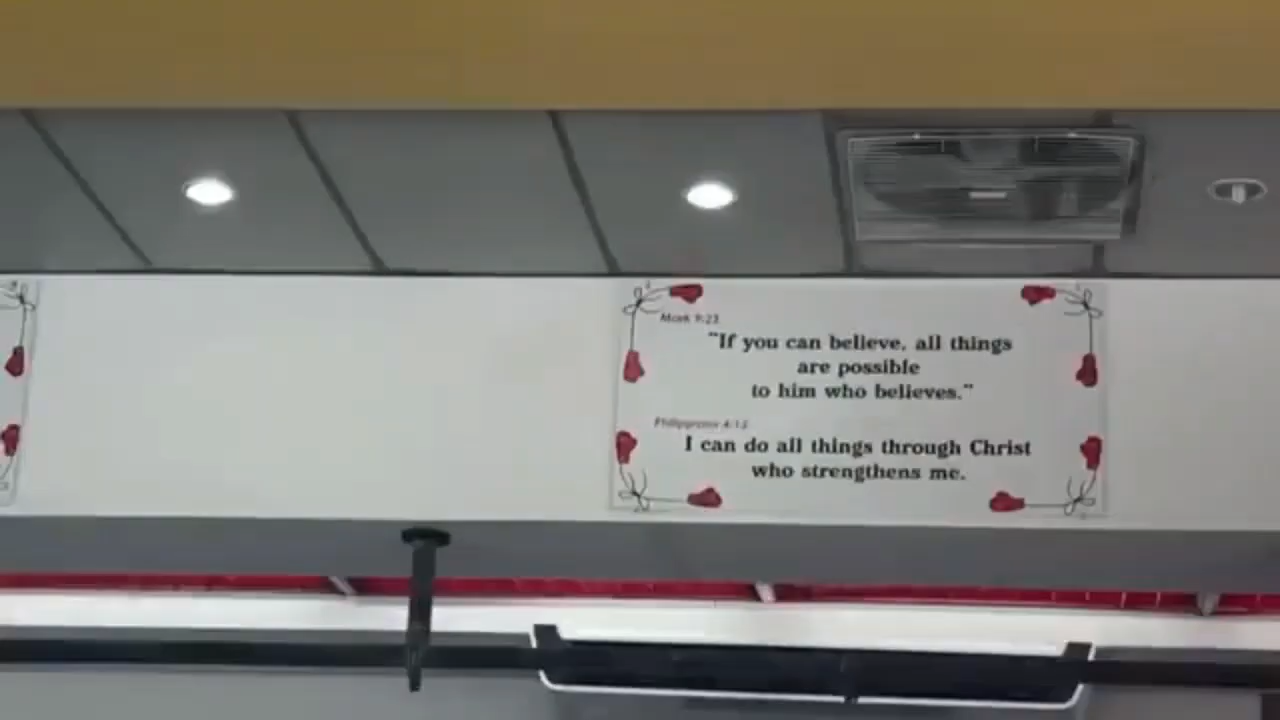 Mark 9:23
"If you can believe, all things
are possible
to him who believes."
Philippians 4:13
I can do all things through Christ
who strengthens me.